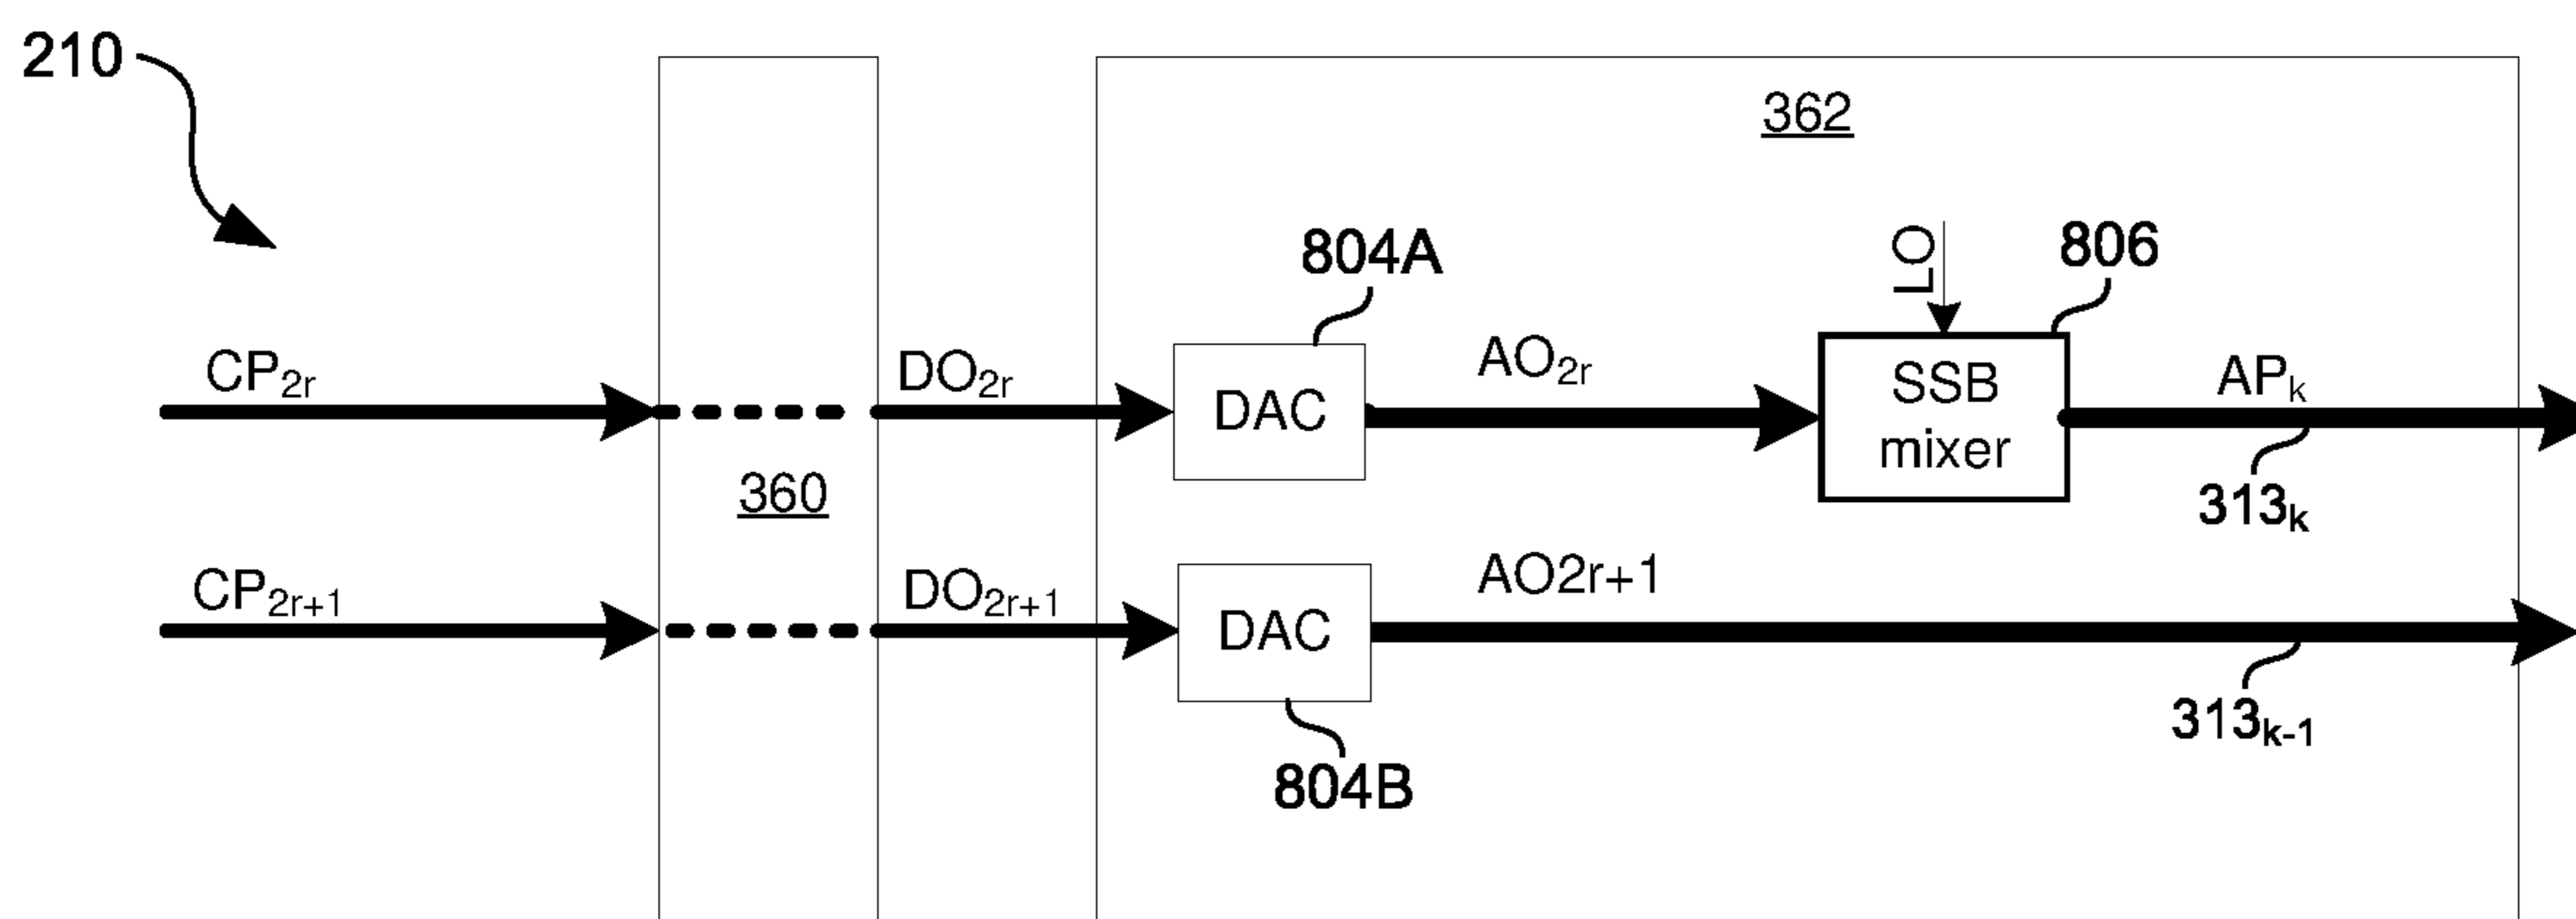 210
362
LO
806
804A
CP2r
DO2r
DAC
AO2r
SSB
mixer
APk
313k
360
CP2r+1
DO2r+1
DAC
AO2r+1
313k-1
804B